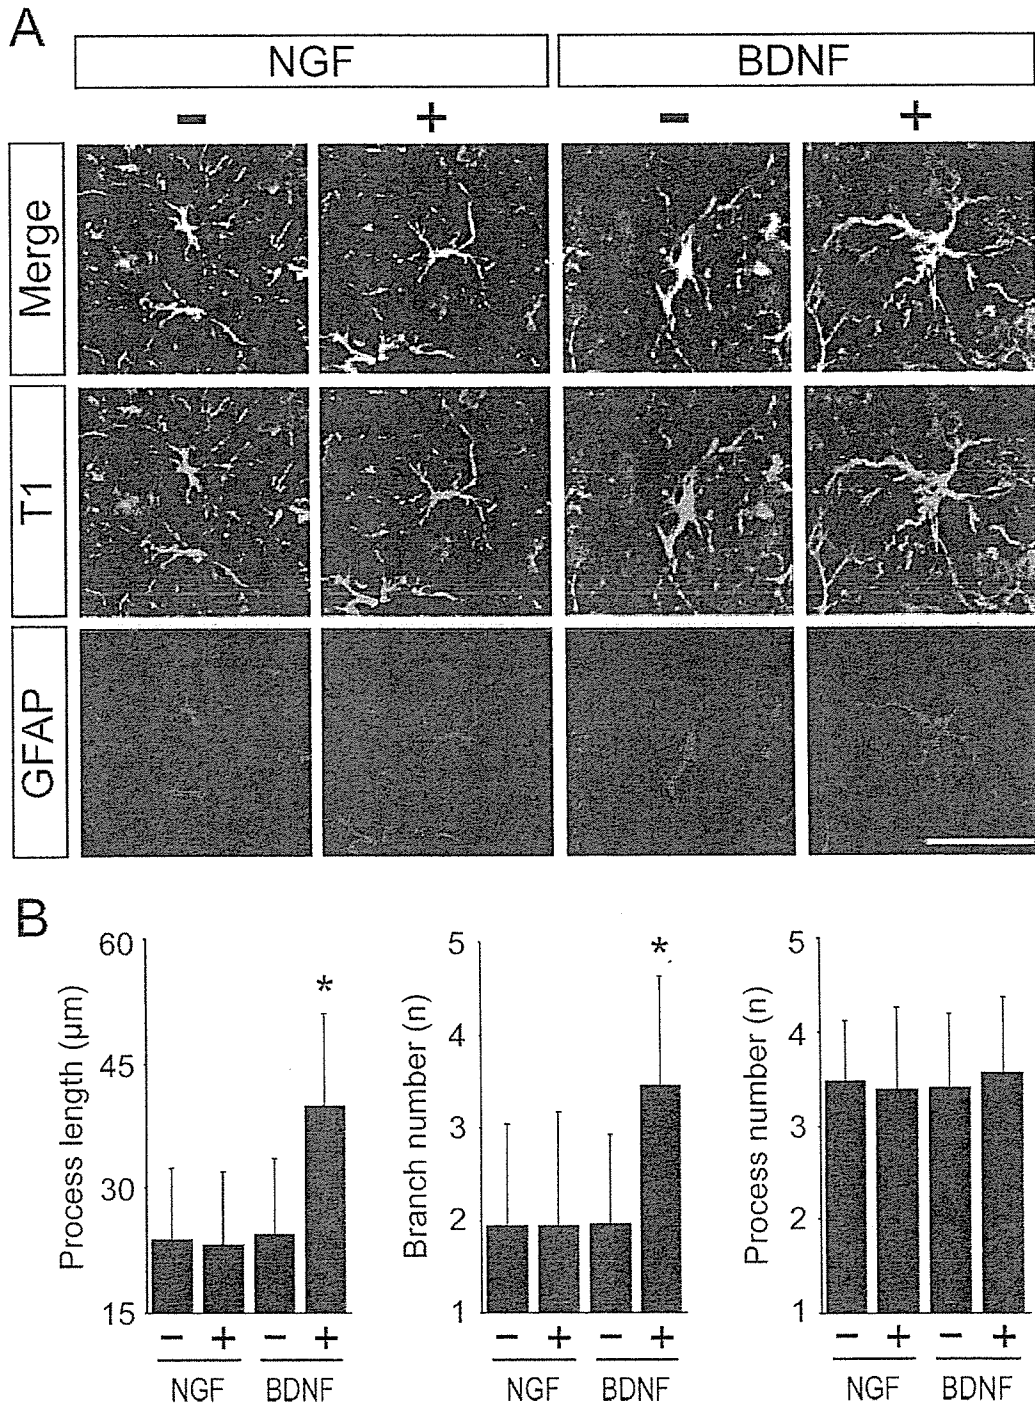 A
NGF BDNF
− + − +
Merge
T1
GFAP
B
Process length (µm)
60
45
30
15
− + − +
NGF BDNF
*
Branch number (n)
5
4
3
2
1
− + − +
NGF BDNF
*
Process number (n)
5
4
3
2
1
− + − +
NGF BDNF